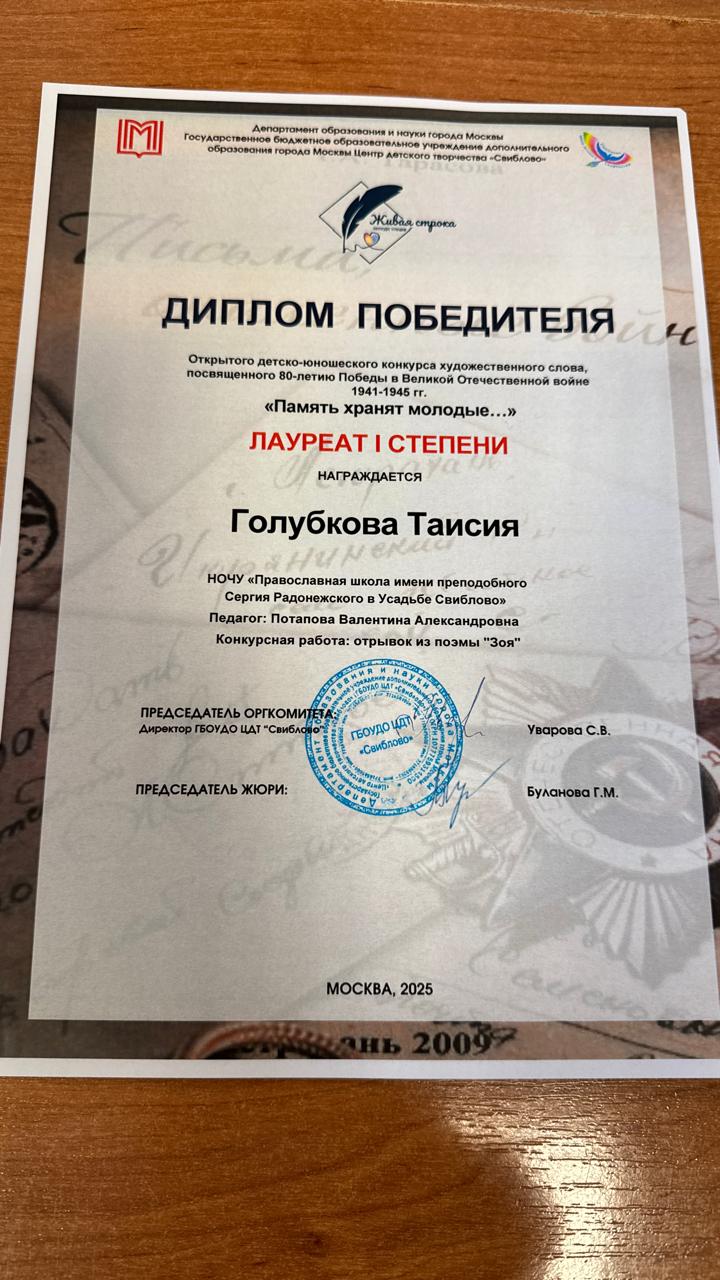 Департамент образования и науки города Москвы
Государственное бюджетное образовательное учреждение дополнительного
образования города Москвы Центр детского творчества «Свиблово»
Тарасова
Живая строка
Письма,
ДИПЛОМ ПОБЕДИТЕЛЯ
Открытого детско-юношеского конкурса художественного слова,
посвященного 80-летию Победы в Великой Отечественной войне
1941-1945 гг.
«Память хранят молодые...»
ЛАУРЕАТ I СТЕПЕНИ
НАГРАЖДАЕТСЯ
Голубкова Таисия
НОЧУ «Православная школа имени преподобного
Сергия Радонежского в Усадьбе Свиблово»
Педагог: Потапова Валентина Александровна
Конкурсная работа: отрывок из поэмы "Зоя"
ПРЕДСЕДАТЕЛЬ ОРГКОМИТЕТА:
Директор ГБОУДО ЦДТ "Свиблово"
Уварова С.В.
ГБОУДО ЦДТ
«Свиблово»
ПРЕДСЕДАТЕЛЬ ЖЮРИ:
Буланова Г.М.
МОСКВА, 2025
2009